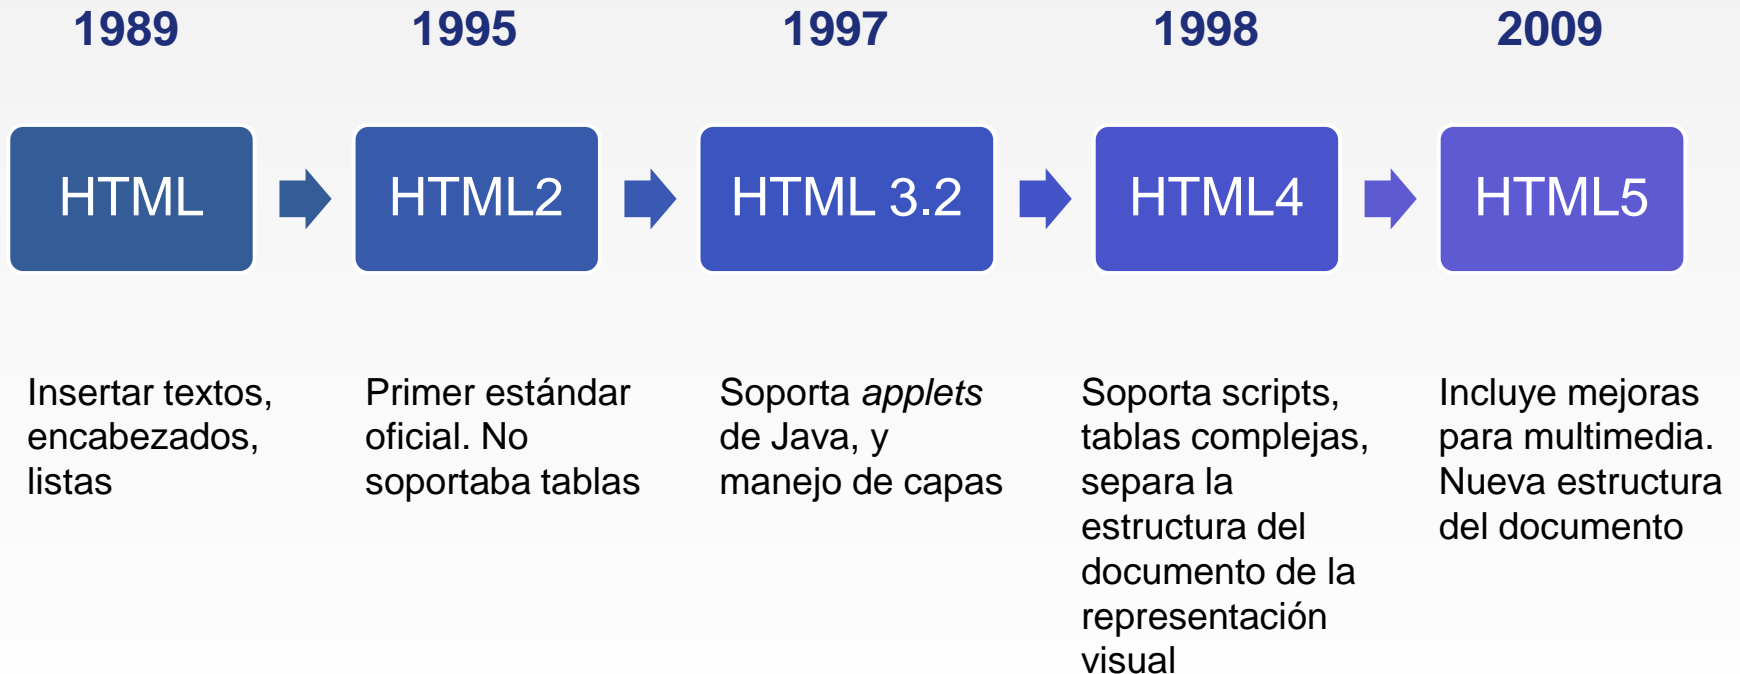 1989
1995
1997
1998
2009
HTML
HTML2
HTML 3.2
HTML4
HTML5
Insertar textos,
encabezados,
listas
Primer estándar
oficial. No
soportaba tablas
Soporta applets
de Java, y
manejo de capas
Soporta scripts,
tablas complejas,
separa la
estructura del
documento de la
representación
visual
Incluye mejoras
para multimedia.
Nueva estructura
del documento